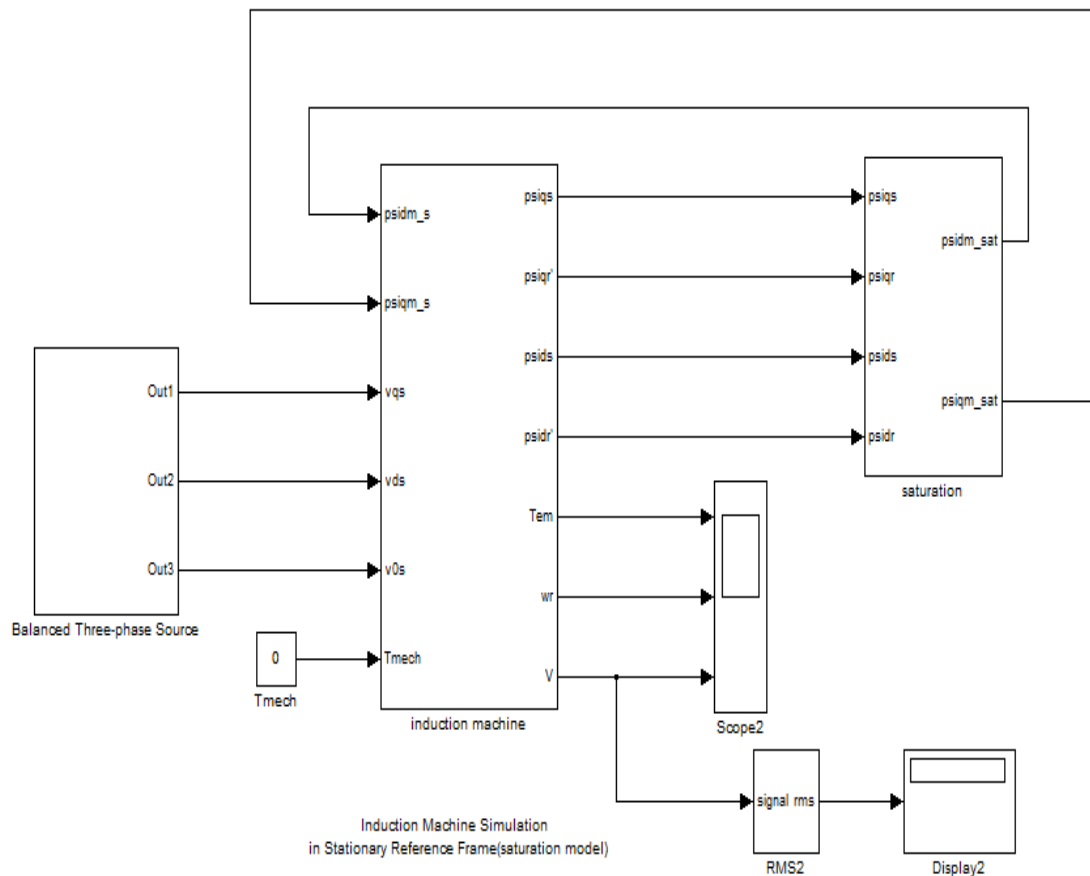 psidm_s
psiqm_s
vqs
vds
v0s
Tmech
psiqs
psiqr'
psids
psidr'
Tem
wr
V
induction machine
psiqs
psiqr
psids
psidr
psidm_sat
psiqm_sat
saturation
Out1
Out2
Out3
Balanced Three-phase Source
0
Tmech
Scope2
signal rms
RMS2
Display2
Induction Machine Simulation
in Stationary Reference Frame(saturation model)